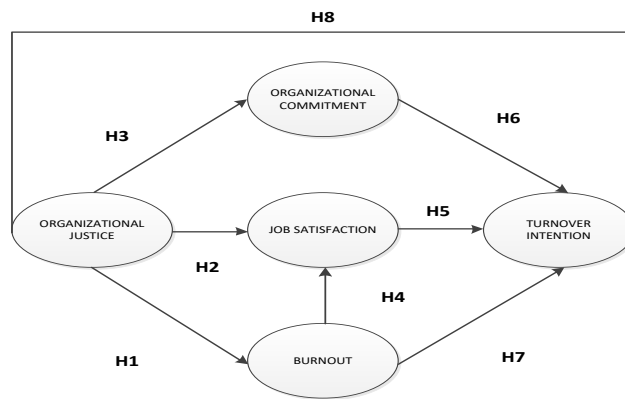 H8
ORGANIZATIONAL
COMMITMENT
H3
H6
ORGANIZATIONAL
JUSTICE
JOB SATISFACTION
H5
TURNOVER
INTENTION
H2
H4
H1
BURNOUT
H7